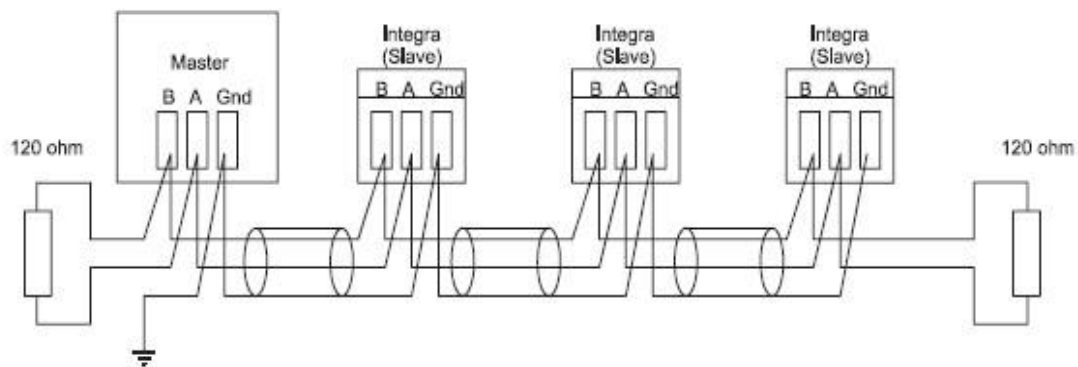 Master
B A Gnd
Integra
(Slave)
B A Gnd
Integra
(Slave)
B A Gnd
Integra
(Slave)
B A Gnd
120 ohm
120 ohm